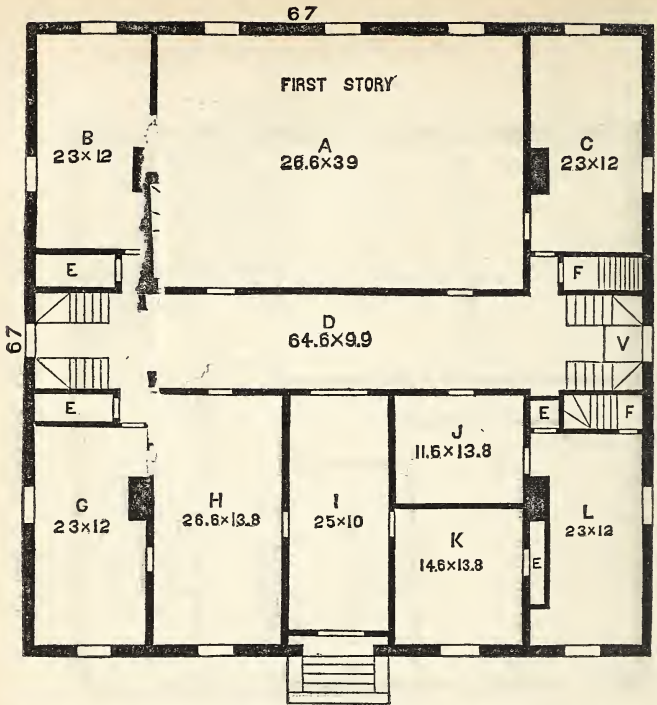 67
FIRST STORY
B
23×12
A
26.6×39
C
23×12
E
F
D
64.6×9.9
67
V
E
E
F
G
23×12
H
26.6×13.8
I
25×10
J
11.6×13.8
K
14.6×13.8
L
23×12
E